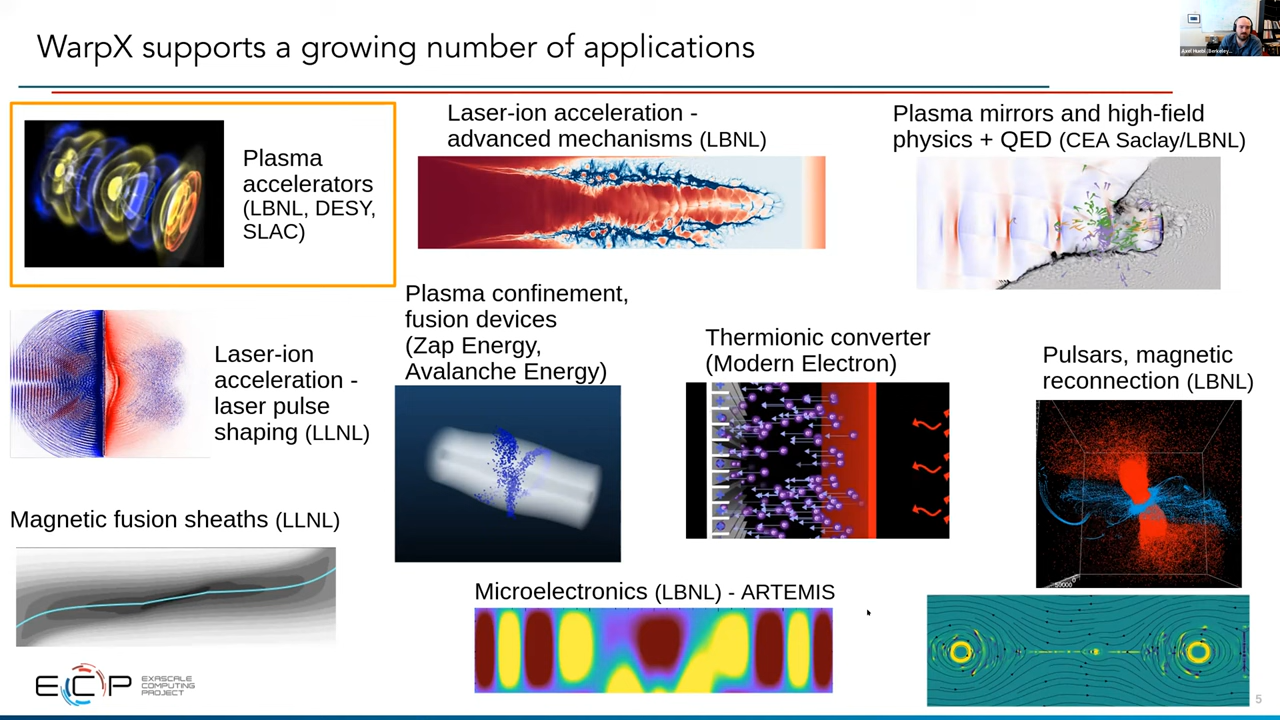 WarpX supports a growing number of applications
Plasma
accelerators
(LBNL, DESY,
SLAC)
Laser-ion acceleration -
advanced mechanisms (LBNL)
Plasma mirrors and high-field
physics + QED (CEA Saclay/LBNL)
Laser-ion
acceleration -
laser pulse
shaping (LLNL)
Plasma confinement,
fusion devices
(Zap Energy,
Avalanche Energy)
Thermionic converter
(Modern Electron)
Pulsars, magnetic
reconnection (LBNL)
Magnetic fusion sheaths (LLNL)
Microelectronics (LBNL) - ARTEMIS
ECP
EXASCALE
COMPUTING
PROJECT
5